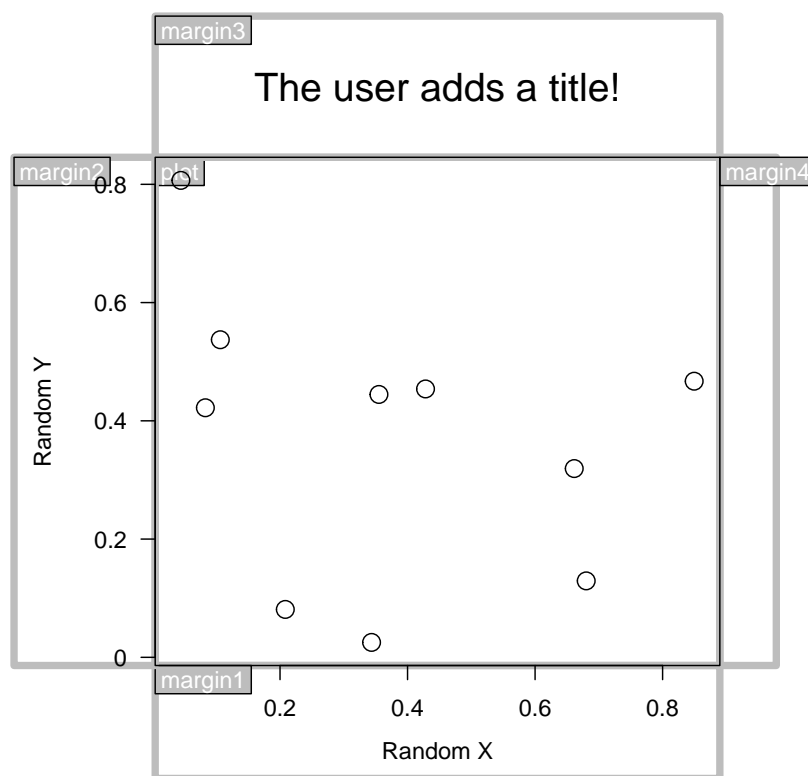 margin3
The user adds a title!
margin2
plot
margin4
0.8
0.6
0.4
0.2
0
Random Y
margin1
0.2 0.4 0.6 0.8
Random X